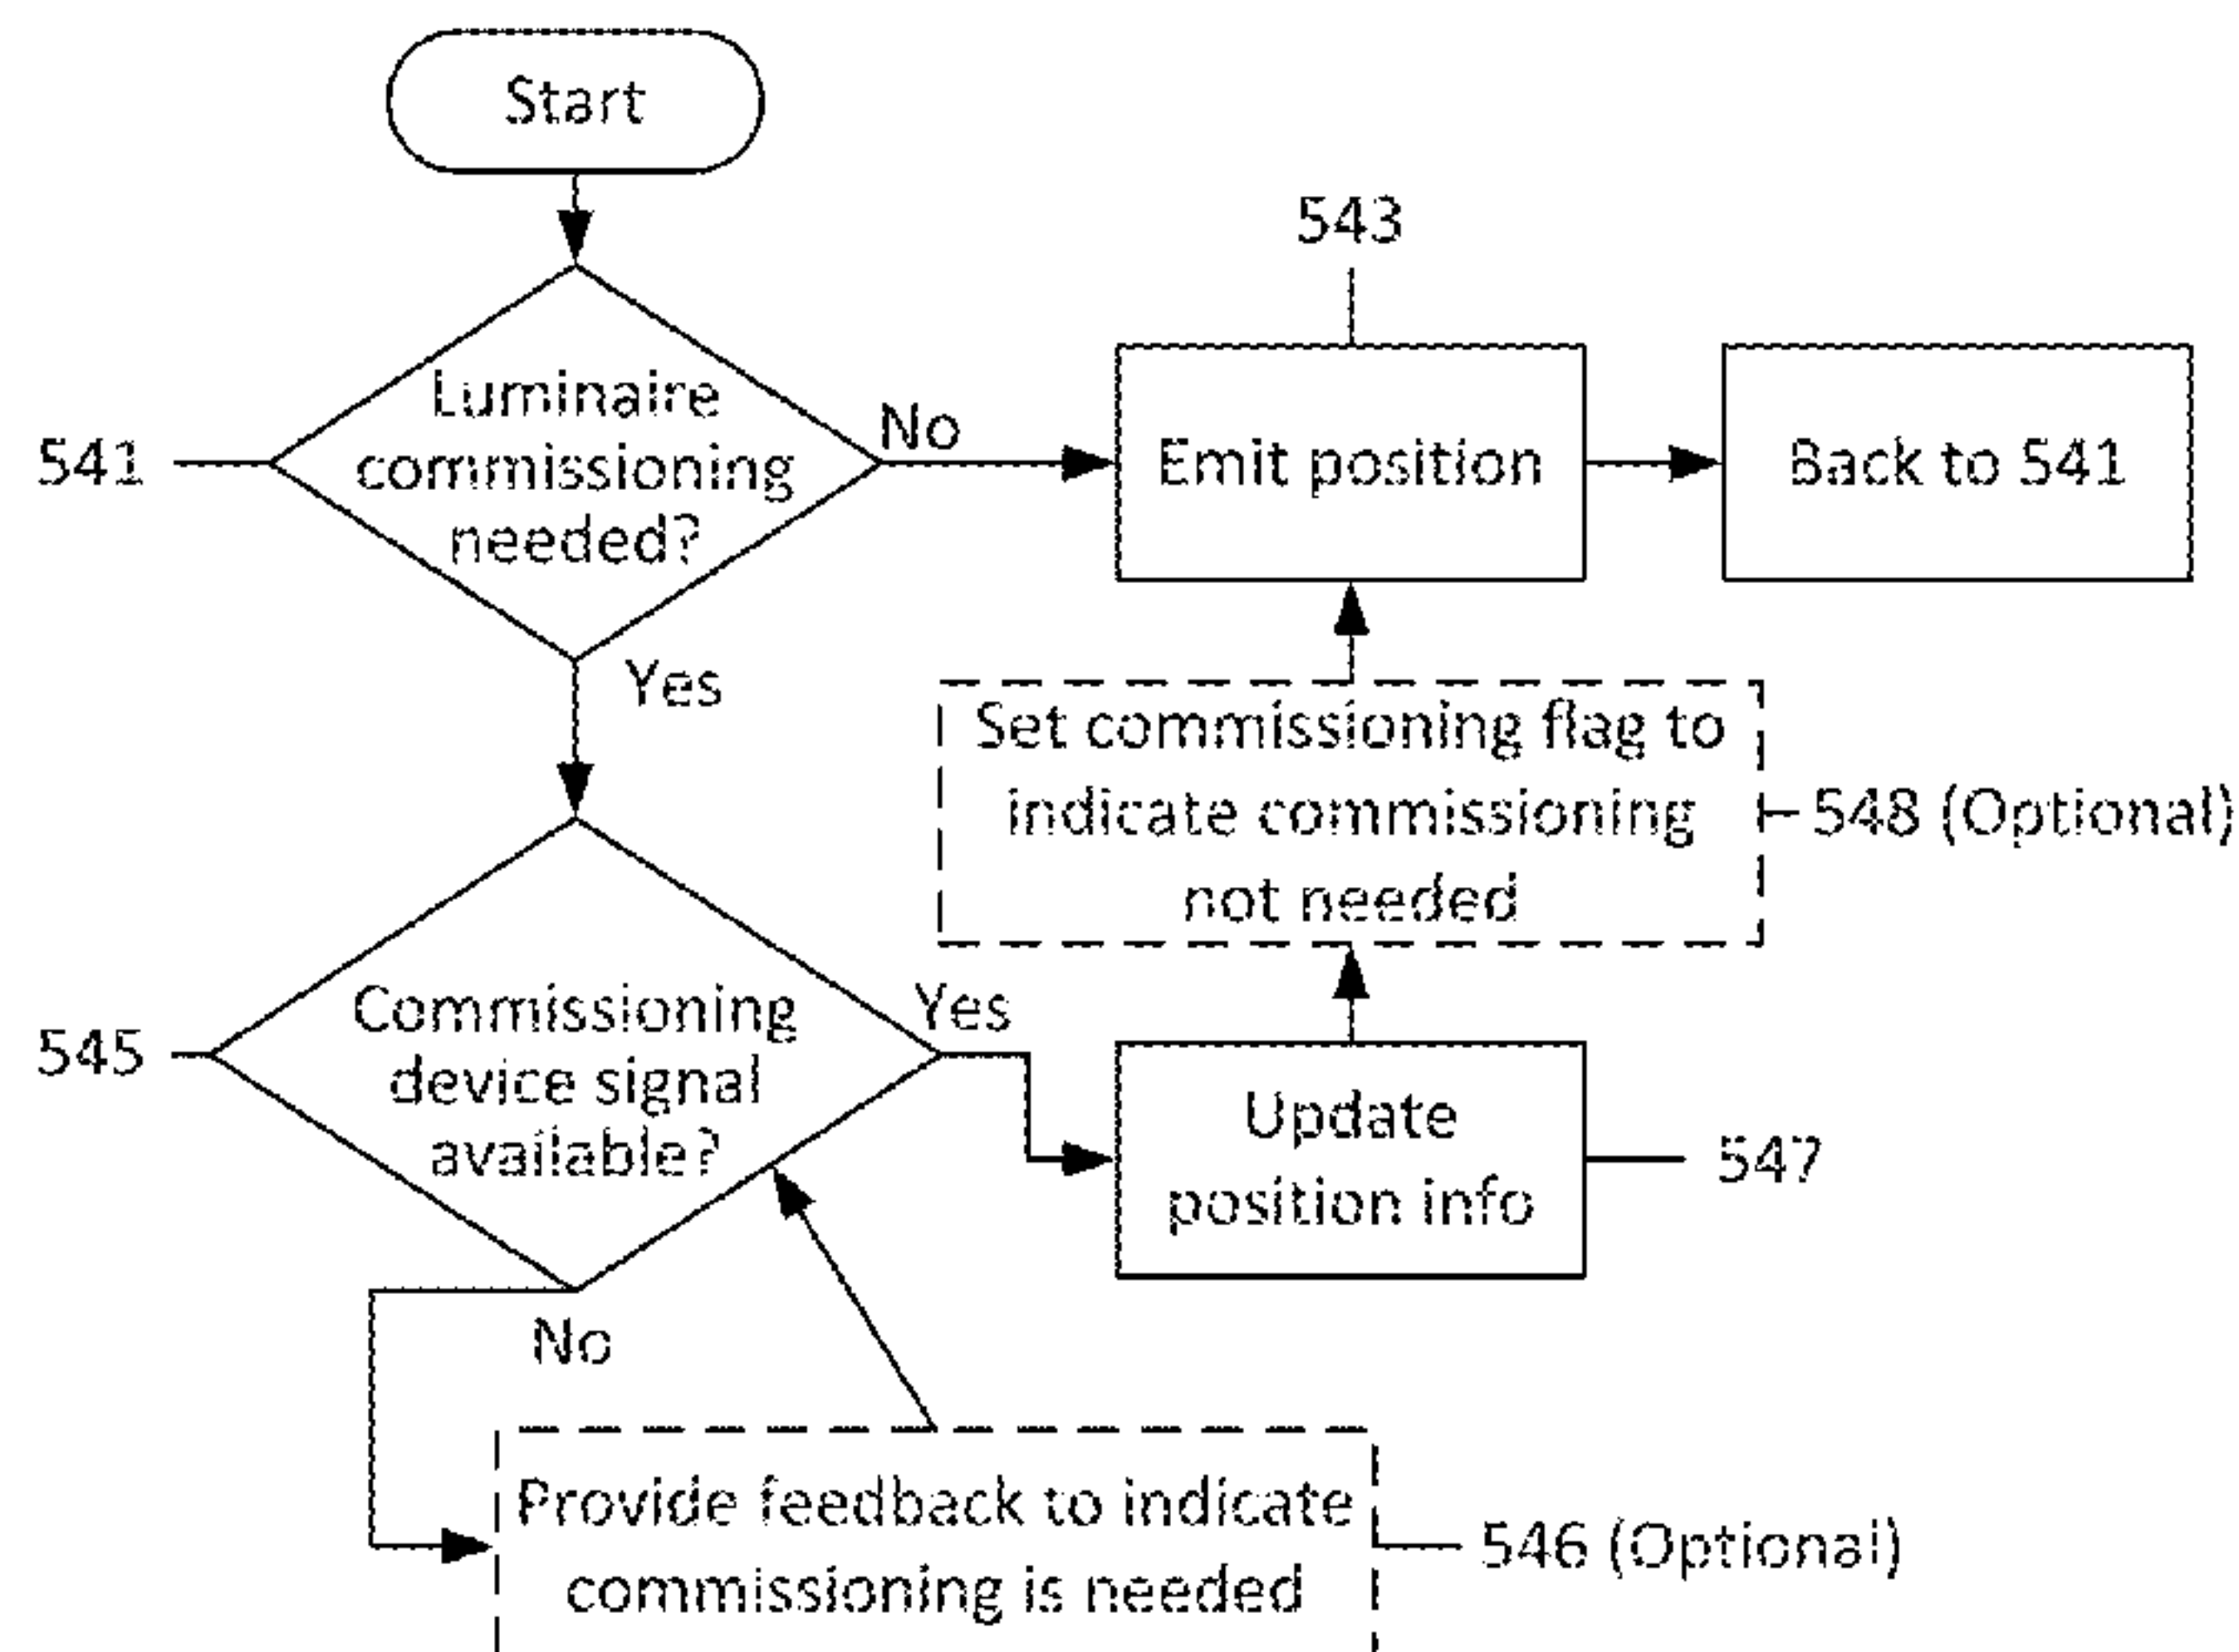 Start
543
Luminaire
commissioning
needed?
541
No
Emit position
Back to 541
Yes
Set commissioning flag to
indicate commissioning
not needed
548 (Optional)
Commissioning
device signal
available?
545
Yes
Update
position info
547
No
Provide feedback to indicate
commissioning is needed
546 (Optional)